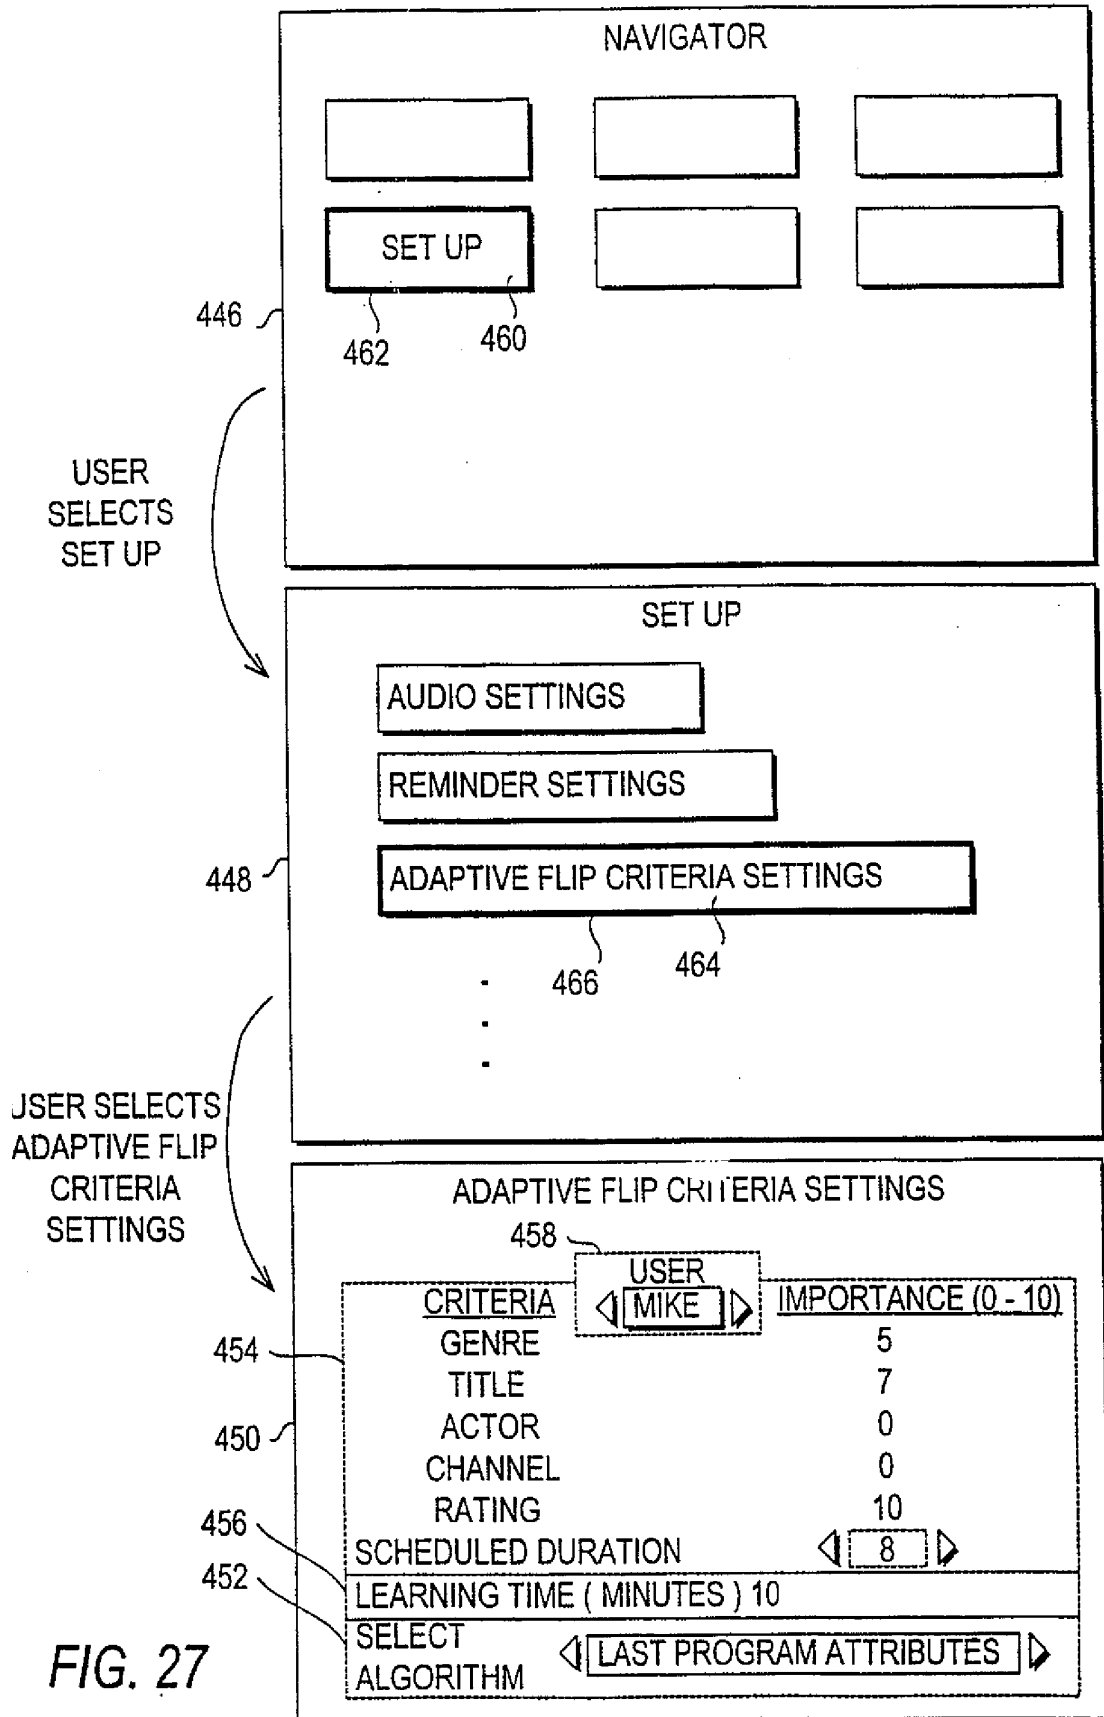 NAVIGATOR
SET UP
446
462
460
USER
SELECTS
SET UP
SET UP
AUDIO SETTINGS
REMINDER SETTINGS
ADAPTIVE FLIP CRITERIA SETTINGS
448
466
464
USER SELECTS
ADAPTIVE FLIP
CRITERIA
SETTINGS
ADAPTIVE FLIP CRITERIA SETTINGS
458
USER
CRITERIA MIKE IMPORTANCE (0 - 10)
454
GENRE 5
TITLE 7
ACTOR 0
450
CHANNEL 0
RATING 10
456
SCHEDULED DURATION 8
452
LEARNING TIME ( MINUTES ) 10
SELECT
ALGORITHM
LAST PROGRAM ATTRIBUTES
FIG. 27